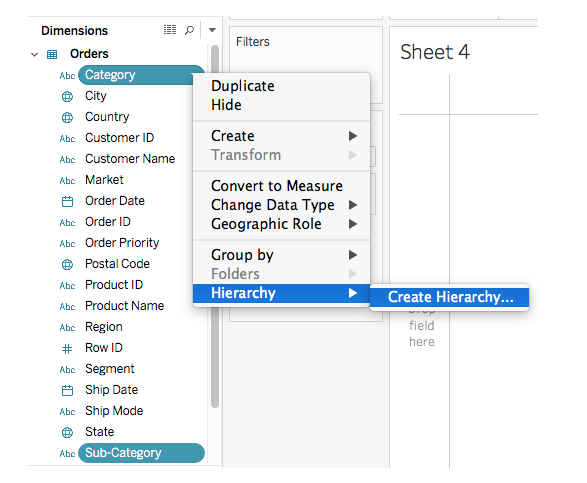 Dimensions
Orders
Abc Category
City
Country
Abc Customer ID
Abc Customer Name
Abc Market
Order Date
Abc Order ID
Abc Order Priority
Postal Code
Abc Product ID
Abc Product Name
Abc Region
# Row ID
Abc Segment
Ship Date
Abc Ship Mode
State
Abc Sub-Category
Filters
Duplicate
Hide
Create
Transform
Convert to Measure
Change Data Type
Geographic Role
Group by
Folders
Hierarchy
Create Hierarchy...
Sheet 4
Drop
field
here